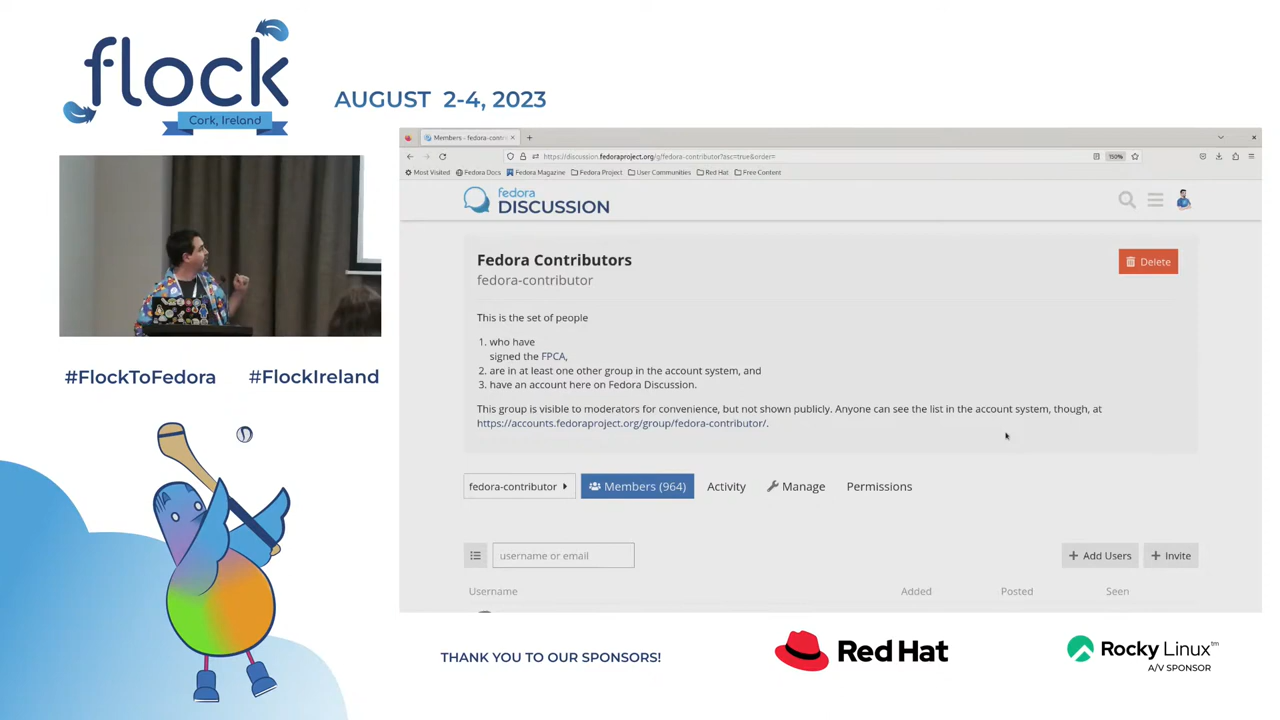 flock
Cork, Ireland
AUGUST 2-4, 2023
Members - fedora-contri
https://discussion.fedoraproject.org/g/fedora-contributor?asc=true&order=
150%
Most Visited Fedora Docs Fedora Magazine Fedora Project User Communities Red Hat Free Content
fedora
DISCUSSION
Fedora Contributors
Delete
fedora-contributor
This is the set of people
1. who have
signed the FPCA,
2. are in at least one other group in the account system, and
3. have an account here on Fedora Discussion.
This group is visible to moderators for convenience, but not shown publicly. Anyone can see the list in the account system, though, at
https://accounts.fedoraproject.org/group/fedora-contributor/.
fedora-contributor Members (964) Activity Manage Permissions
username or email
Add Users Invite
Username Added Posted Seen
#FlockToFedora #FlockIreland
THANK YOU TO OUR SPONSORS!
Red Hat
Rocky Linux™
A/V SPONSOR